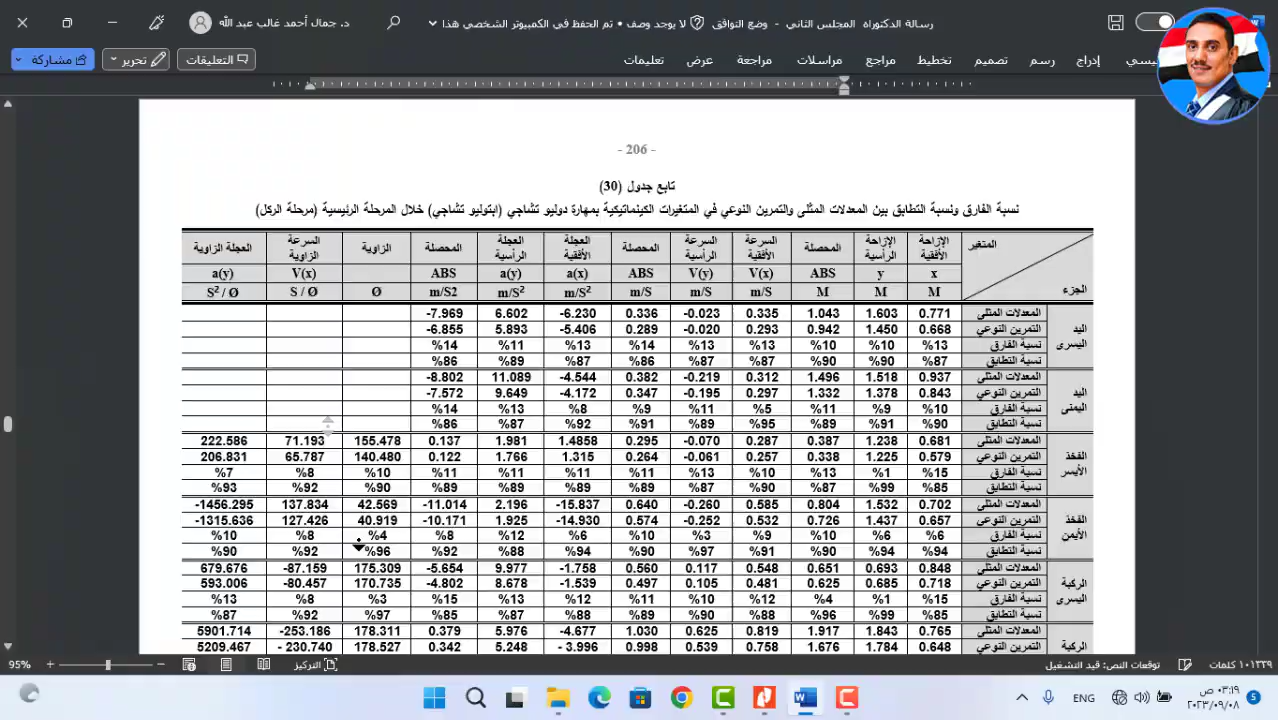 رسالة الدكتوراه المجلس الثاني - وضع التوافق • لا يوجد وصف • تم الحفظ في الكمبيوتر الشخصي هذا
د. جمال أحمد غالب عبد الله
إدراج رسم تصميم تخطيط مراجع مراسلات مراجعة عرض تعليمات
التعليقات تحرير مشاركة
- 206 -
تابع جدول (30)
نسبة الفارق ونسبة التطابق بين المعدلات المثلى والتمرين النوعي في المتغيرات الكينماتيكية بمهارة دوليو تشاجي (ابتوليو تشاجي) خلال المرحلة الرئيسية (مرحلة الركل)
المتغير الجزء الإزاحة الأفقية الإزاحة الرأسية المحصلة السرعة الأفقية السرعة الرأسية المحصلة العجلة الأفقية العجلة الرأسية المحصلة الزاوية السرعة الزاوية العجلة الزاوية
x y ABS V(x) V(y) ABS a(x) a(y) ABS V(x) a(y)
M M M m/S m/S m/S m/S² m/S² m/S2 Ø S / Ø S² / Ø
اليد اليسرى
المعدلات المثلى 0.771 1.603 1.043 0.335 -0.023 0.336 -6.230 6.602 -7.969
التمرين النوعي 0.668 1.450 0.942 0.293 -0.020 0.289 -5.406 5.893 -6.855
نسبة الفارق %13 %10 %10 %13 %13 %14 %13 %11 %14
نسبة التطابق %87 %90 %90 %87 %87 %86 %87 %89 %86
اليد اليمنى
المعدلات المثلى 0.937 1.518 1.496 0.312 -0.219 0.382 -4.544 11.089 -8.802
التمرين النوعي 0.843 1.378 1.332 0.297 -0.195 0.347 -4.172 9.649 -7.572
نسبة الفارق %10 %9 %11 %5 %11 %9 %8 %13 %14
نسبة التطابق %90 %91 %89 %95 %89 %91 %92 %87 %86
الفخذ الأيسر
المعدلات المثلى 0.681 1.238 0.387 0.287 -0.070 0.295 1.4858 1.981 0.137 155.478 71.193 222.586
التمرين النوعي 0.579 1.225 0.338 0.257 -0.061 0.264 1.315 1.766 0.122 140.480 65.787 206.831
نسبة الفارق %15 %1 %13 %10 %13 %11 %11 %11 %11 %10 %8 %7
نسبة التطابق %85 %99 %87 %90 %87 %89 %89 %89 %89 %90 %92 %93
الفخذ الأيمن
المعدلات المثلى 0.702 1.532 0.804 0.585 -0.260 0.640 -15.837 2.196 -11.014 42.569 137.834 -1456.295
التمرين النوعي 0.657 1.437 0.726 0.532 -0.252 0.574 -14.930 1.925 -10.171 40.919 127.426 -1315.636
نسبة الفارق %6 %6 %10 %9 %3 %10 %6 %12 %8 %4 %8 %10
نسبة التطابق %94 %94 %90 %91 %97 %90 %94 %88 %92 %96 %92 %90
الركبة اليسرى
المعدلات المثلى 0.848 0.693 0.651 0.548 0.117 0.560 -1.758 9.977 -5.654 175.309 -87.159 679.676
التمرين النوعي 0.718 0.685 0.625 0.481 0.105 0.497 -1.539 8.678 -4.802 170.735 -80.457 593.006
نسبة الفارق %15 %1 %4 %12 %10 %11 %12 %13 %15 %3 %8 %13
نسبة التطابق %85 %99 %96 %88 %90 %89 %88 %87 %85 %97 %92 %87
الركبة
المعدلات المثلى 0.765 1.843 1.917 0.819 0.625 1.030 -4.677 5.976 0.379 178.311 -253.186 5901.714
التمرين النوعي 0.648 1.784 1.676 0.758 0.539 0.998 - 3.996 5.248 0.342 178.527 - 230.740 5209.467
١٠١٢٣٩ كلمات
توقعات النص: قيد التشغيل
التركيز
95%
ENG
٠٣:١٩ ص
٢٠٢٣/٠٩/٠٨
5